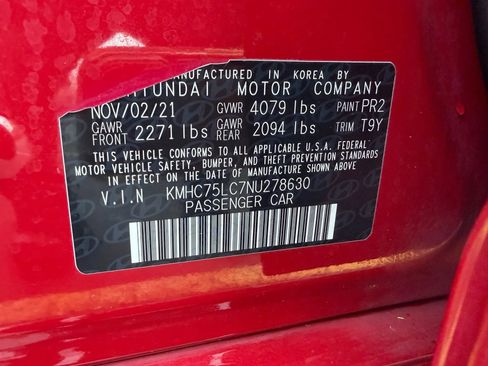 MANUFACTURED IN KOREA BY
HYUNDAI MOTOR COMPANY
NOV/02/21 GVWR 4079 lbs PAINT PR2
GAWR FRONT 2271 lbs GAWR REAR 2094 lbs TRIM T9Y
THIS VEHICLE CONFORMS TO ALL APPLICABLE U.S.A. FEDERAL
MOTOR VEHICLE SAFETY, BUMPER, AND THEFT PREVENTION STANDARDS
IN EFFECT ON THE DATE OF MANUFACTURE SHOWN ABOVE.
V.I.N KMHC75LC7NU278630
PASSENGER CAR